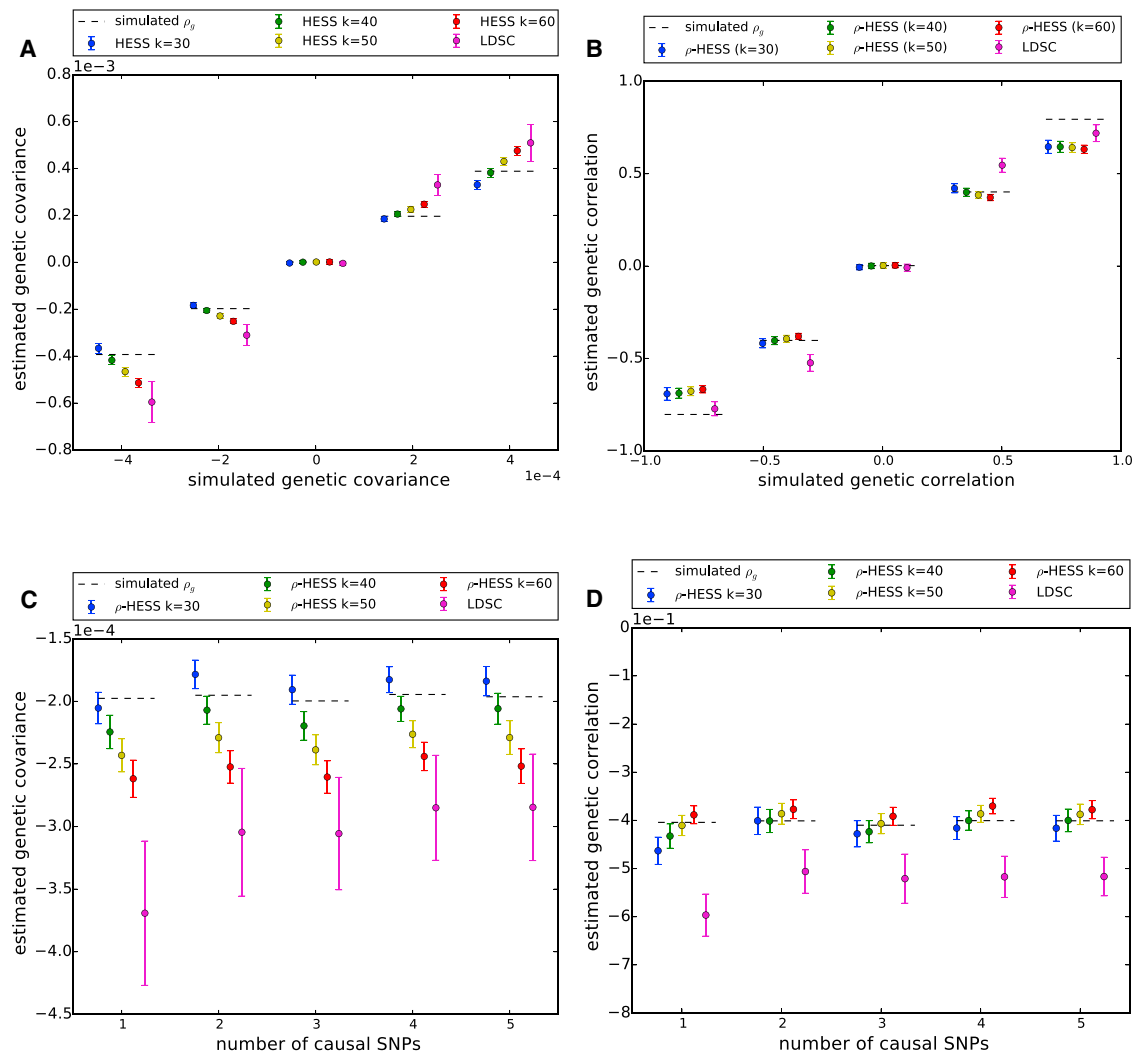 simulated ρg HESS k=40 HESS k=60
HESS k=30 HESS k=50 LDSC
A
1e−3
0.8
0.6
0.4
0.2
0.0
−0.2
−0.4
−0.6
−0.8
estimated genetic covariance
−4 −2 0 2 4
1e−4
simulated genetic covariance
simulated ρg ρ-HESS (k=40) ρ-HESS (k=60)
ρ-HESS (k=30) ρ-HESS (k=50) LDSC
B
1.0
0.5
0.0
−0.5
−1.0
estimated genetic correlation
−1.0 −0.5 0.0 0.5 1.0
simulated genetic correlation
simulated ρg ρ-HESS k=40 ρ-HESS k=60
ρ-HESS k=30 ρ-HESS k=50 LDSC
C
1e−4
−1.5
−2.0
−2.5
−3.0
−3.5
−4.0
−4.5
estimated genetic covariance
1 2 3 4 5
number of causal SNPs
simulated ρg ρ-HESS k=40 ρ-HESS k=60
ρ-HESS k=30 ρ-HESS k=50 LDSC
D
1e−1
0
−1
−2
−3
−4
−5
−6
−7
−8
estimated genetic correlation
1 2 3 4 5
number of causal SNPs